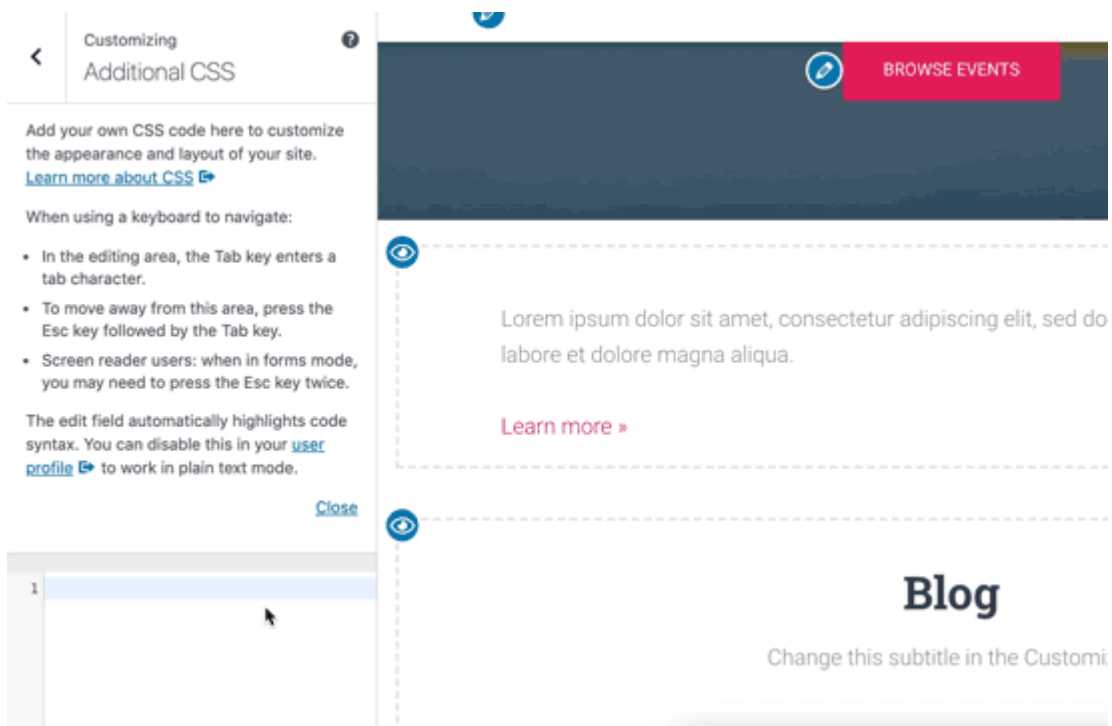 Customizing
Additional CSS
Add your own CSS code here to customize
the appearance and layout of your site.
Learn more about CSS
When using a keyboard to navigate:
• In the editing area, the Tab key enters a
tab character.
• To move away from this area, press the
Esc key followed by the Tab key.
• Screen reader users: when in forms mode,
you may need to press the Esc key twice.
The edit field automatically highlights code
syntax. You can disable this in your user
profile to work in plain text mode.
Close
1
BROWSE EVENTS
Lorem ipsum dolor sit amet, consectetur adipiscing elit, sed do
labore et dolore magna aliqua.
Learn more »
Blog
Change this subtitle in the Customi